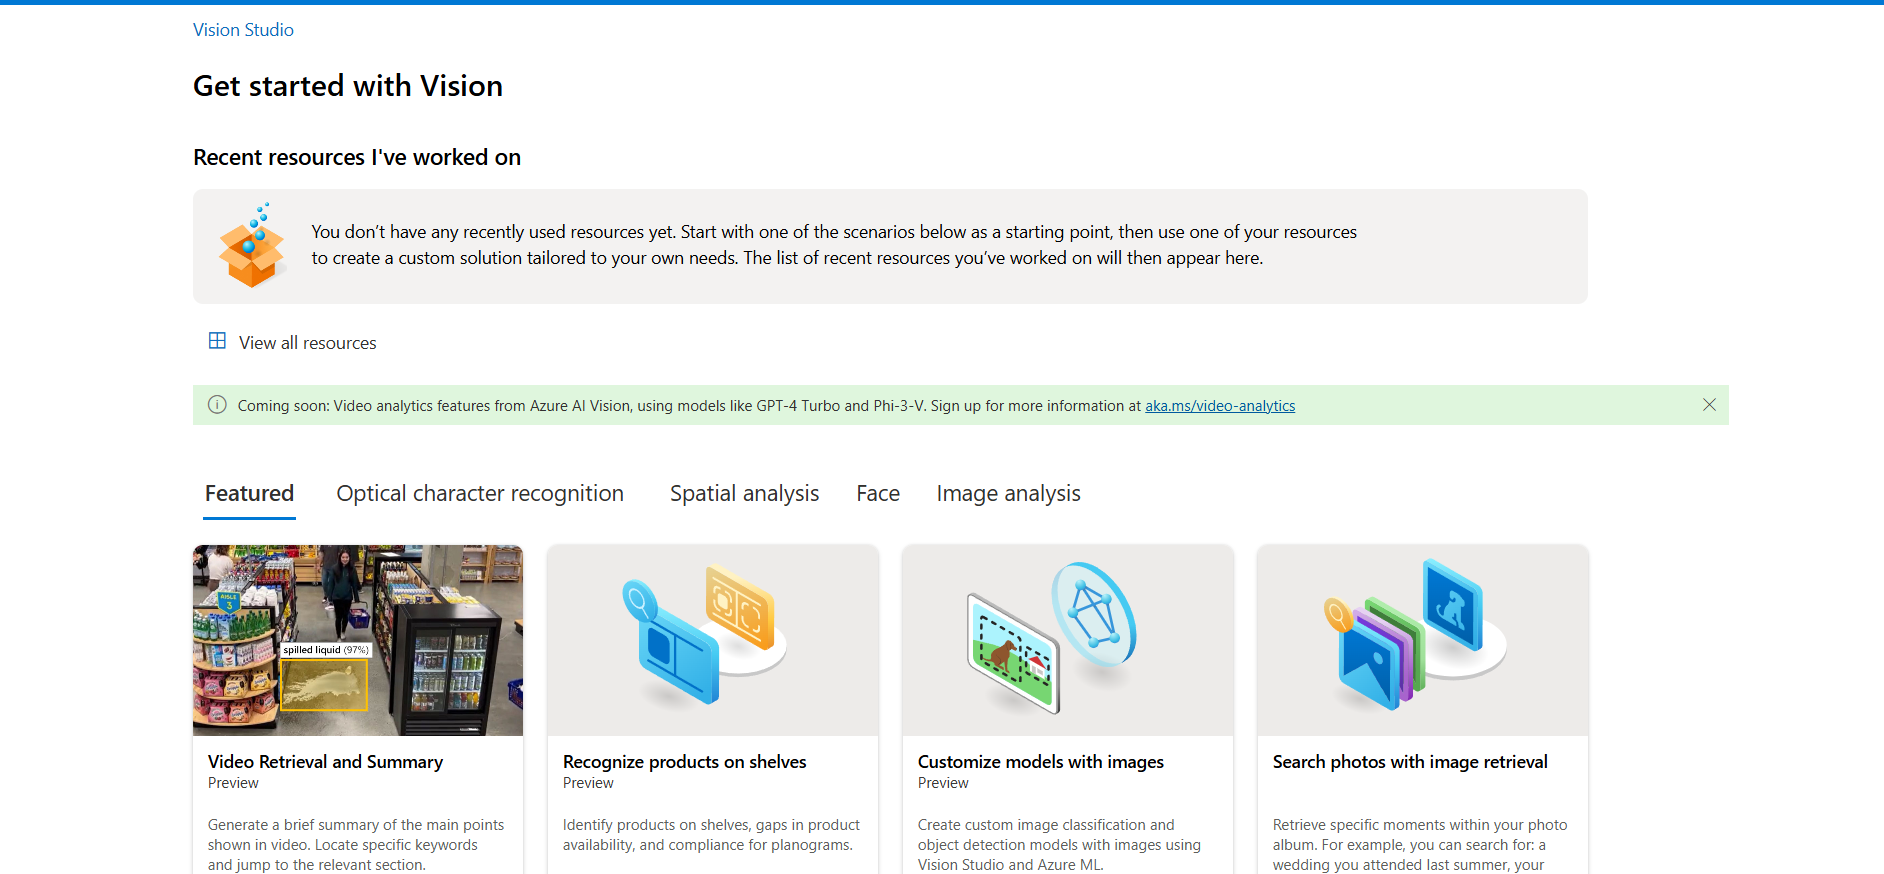 Vision Studio
Get started with Vision
Recent resources I've worked on
You don’t have any recently used resources yet. Start with one of the scenarios below as a starting point, then use one of your resources
to create a custom solution tailored to your own needs. The list of recent resources you’ve worked on will then appear here.
View all resources
Coming soon: Video analytics features from Azure AI Vision, using models like GPT-4 Turbo and Phi-3-V. Sign up for more information at aka.ms/video-analytics
Featured
Optical character recognition
Spatial analysis
Face
Image analysis
AISLE
3
spilled liquid (97%)
Video Retrieval and Summary
Preview
Generate a brief summary of the main points
shown in video. Locate specific keywords
and jump to the relevant section.
Recognize products on shelves
Preview
Identify products on shelves, gaps in product
availability, and compliance for planograms.
Customize models with images
Preview
Create custom image classification and
object detection models with images using
Vision Studio and Azure ML.
Search photos with image retrieval
Retrieve specific moments within your photo
album. For example, you can search for: a
wedding you attended last summer, your